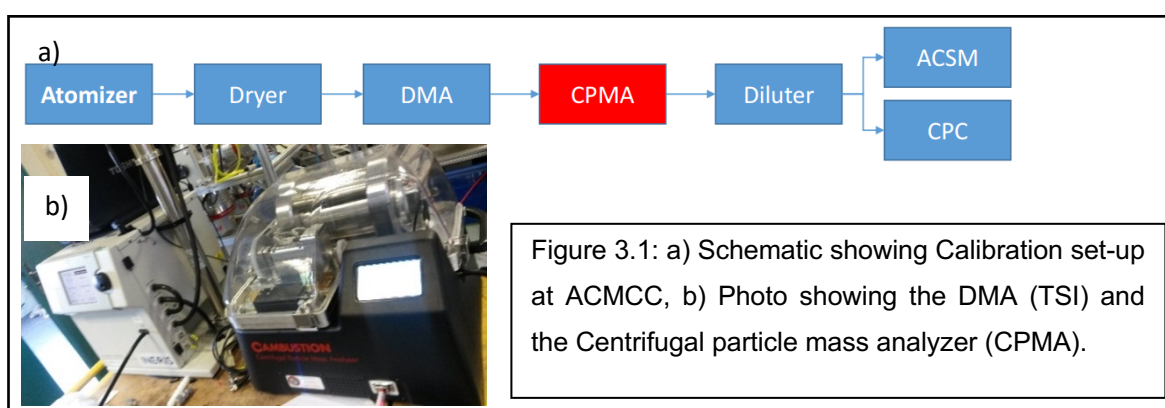 a)
Atomizer
Dryer
DMA
CPMA
Diluter
ACSM
CPC
b)
INERIS
CAMBUSTION
Centrifugal Particle Mass Analyzer
Figure 3.1: a) Schematic showing Calibration set-up
at ACMCC, b) Photo showing the DMA (TSI) and
the Centrifugal particle mass analyzer (CPMA).